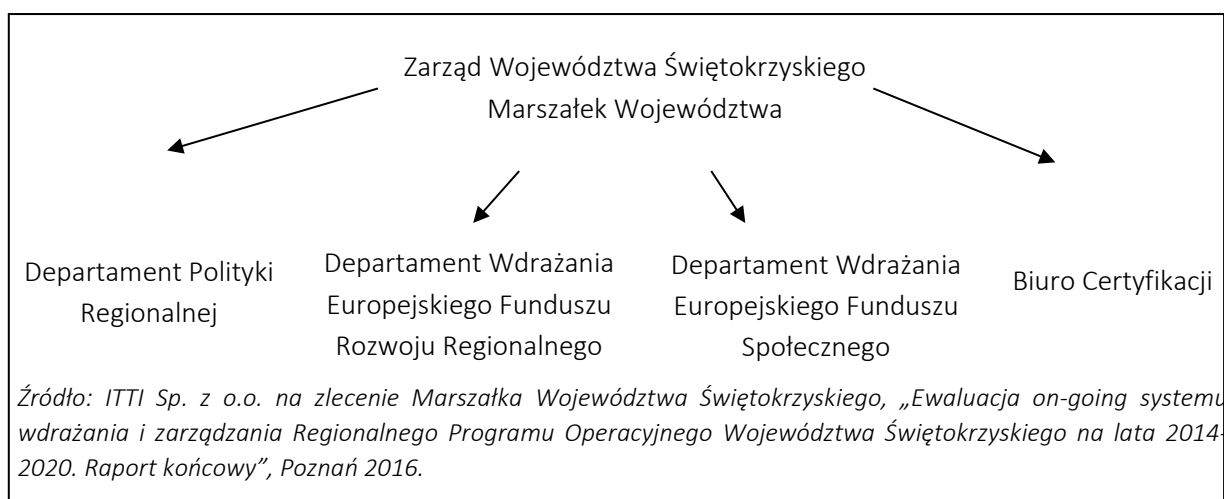 Zarząd Województwa Świętokrzyskiego
Marszałek Województwa
Departament Polityki
Regionalnej
Departament Wdrażania
Europejskiego Funduszu
Rozwoju Regionalnego
Departament Wdrażania
Europejskiego Funduszu
Społecznego
Biuro Certyfikacji
Źródło: ITTI Sp. z o.o. na zlecenie Marszałka Województwa Świętokrzyskiego, „Ewaluacja on-going systemu
wdrażania i zarządzania Regionalnego Programu Operacyjnego Województwa Świętokrzyskiego na lata 2014-
2020. Raport końcowy”, Poznań 2016.